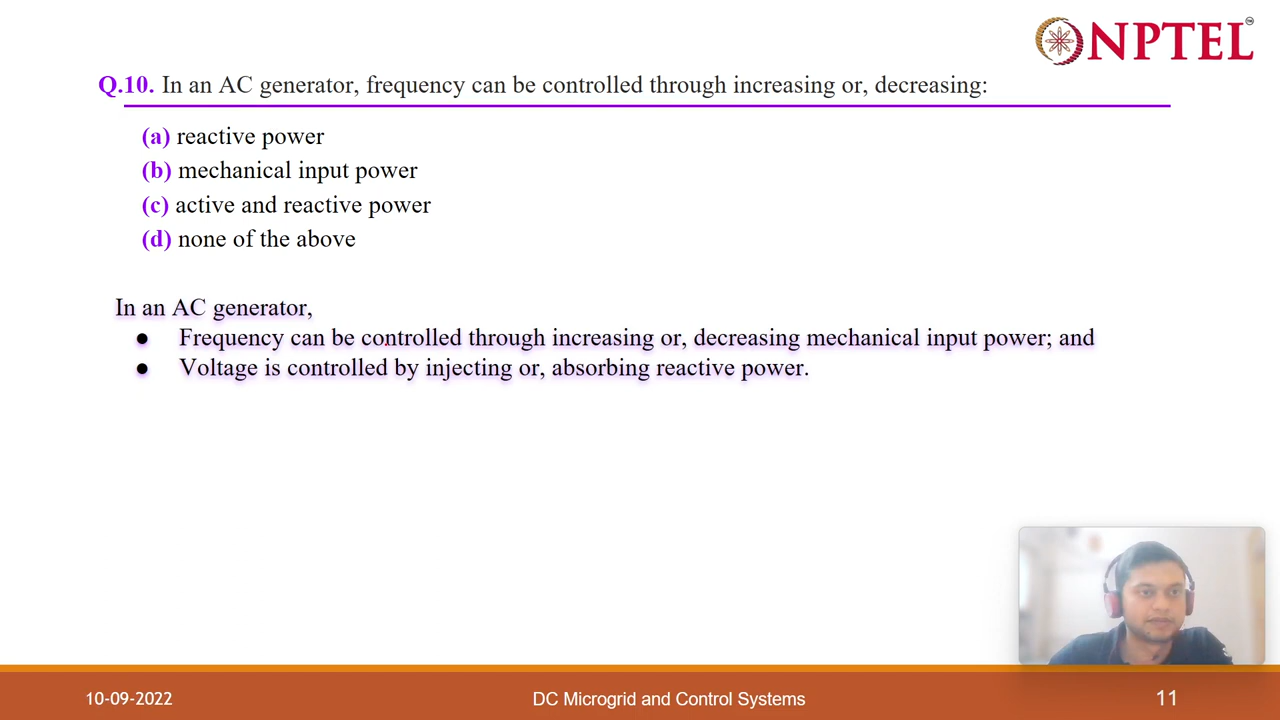 NPTEL™
Q.10. In an AC generator, frequency can be controlled through increasing or, decreasing:
(a) reactive power
(b) mechanical input power
(c) active and reactive power
(d) none of the above
In an AC generator,
● Frequency can be controlled through increasing or, decreasing mechanical input power; and
● Voltage is controlled by injecting or, absorbing reactive power.
10-09-2022 DC Microgrid and Control Systems 11